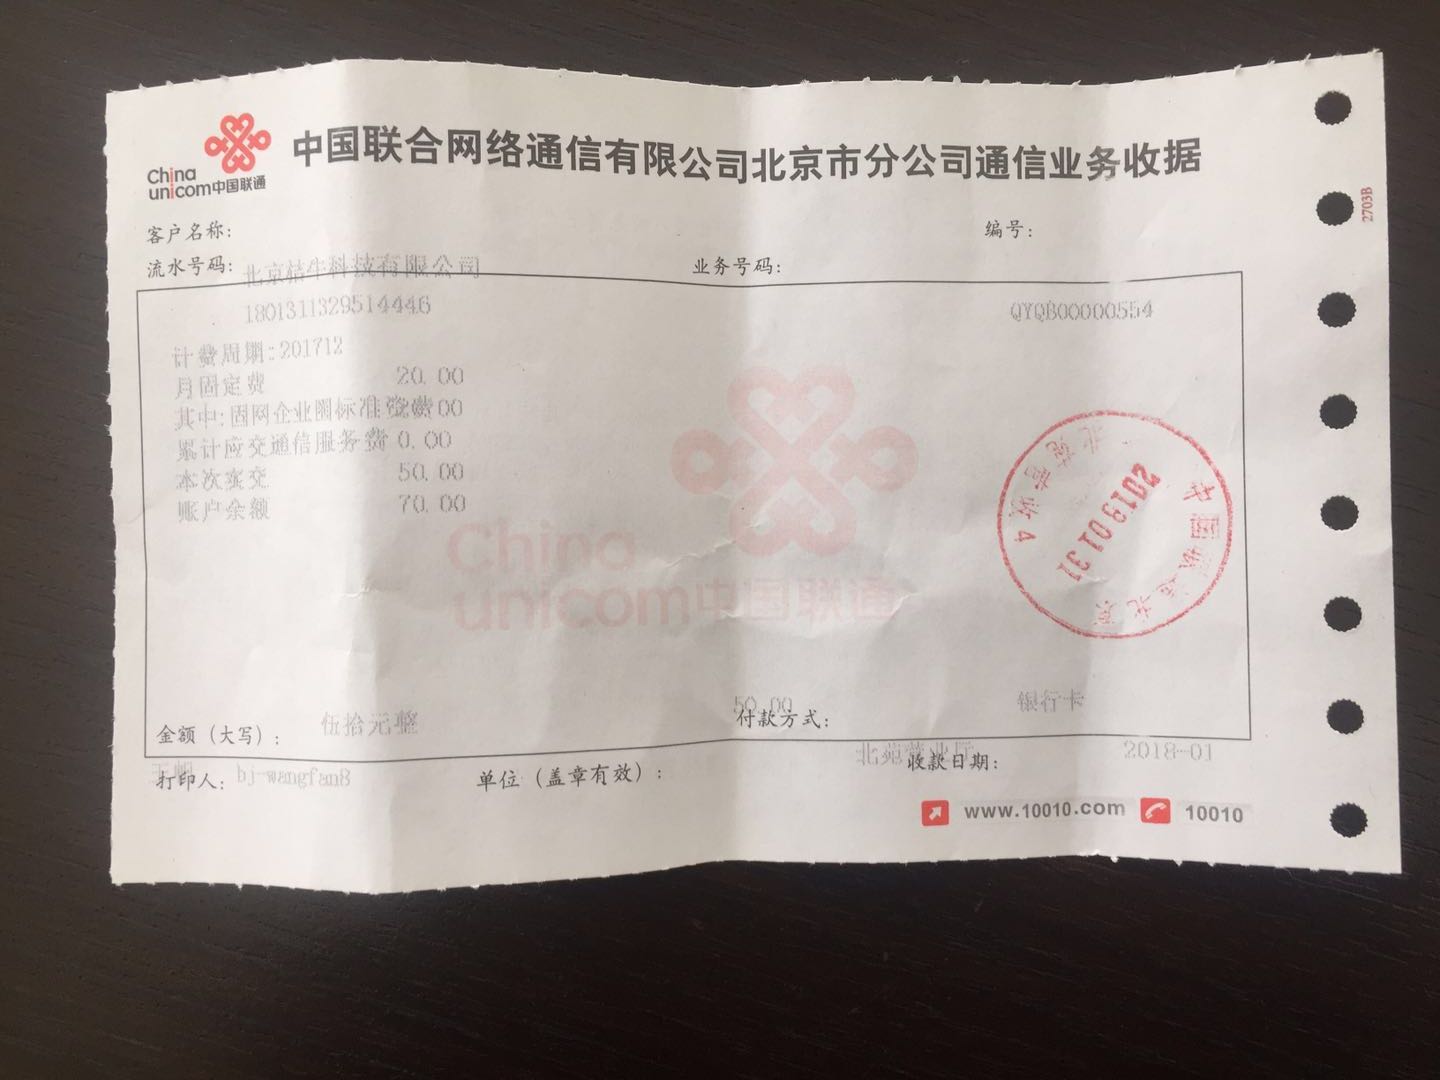 China unicom中国联通
中国联合网络通信有限公司北京市分公司通信业务收据
2703B
客户名称:
编号:
流水号码:
北京桔牛科技有限公司
业务号码:
1801311329514446
QYQB00000554
计费周期:201712
月固定费 20.00
其中:固网企业圈标准资费 .00
累计应交通信服务费 0.00
本次实交 50.00
账户余额 70.00
China
unicom中国联通
中国联通北京
2018 01 31
北苑营收 4
金额（大写）: 伍拾元整
50.00
付款方式:
银行卡
打印人: bj-wangfan8
单位（盖章有效）:
北苑营业厅
收款日期:
2018-01
www.10010.com
10010